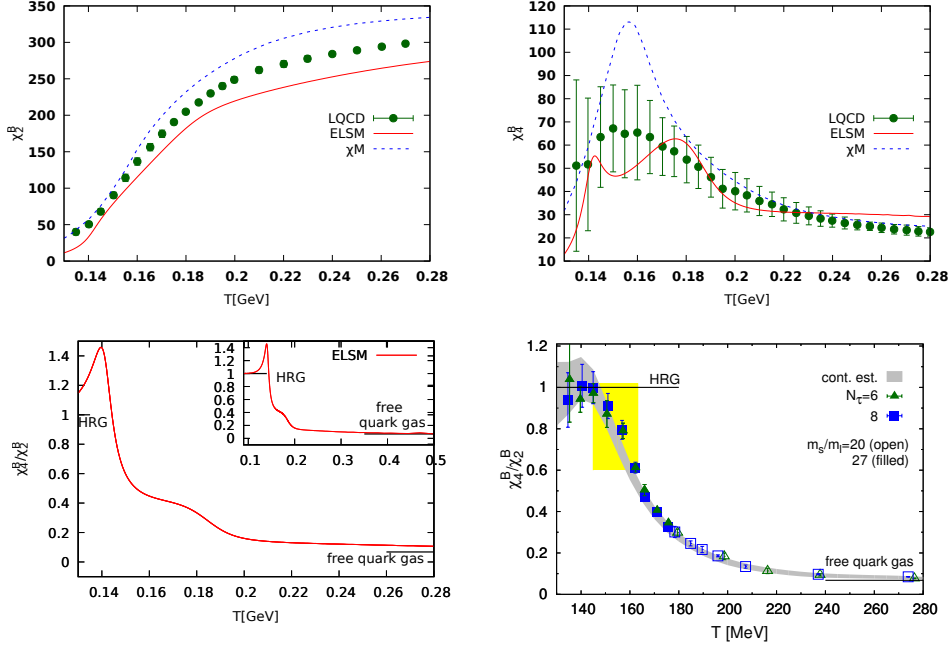 350
300
250
200
150
100
50
0
χ₂ᴮ
LQCD
ELSM
χM
0.14 0.16 0.18 0.2 0.22 0.24 0.26 0.28
T[GeV]
120
110
100
90
80
70
60
50
40
30
20
10
LQCD
ELSM
χM
0.14 0.16 0.18 0.2 0.22 0.24 0.26 0.28
T[GeV]
1.4
1.2
1
0.8
0.6
0.4
0.2
0
χ₄ᴮ/χ₂ᴮ
HRG
free quark gas
0.14 0.16 0.18 0.2 0.22 0.24 0.26 0.28
T[GeV]
1.4
1.2
1
0.8
0.6
0.4
0.2
0
ELSM
HRG
free
quark gas
0.1 0.2 0.3 0.4 0.5
1.2
1
0.8
0.6
0.4
0.2
0
χ₄ᴮ/χ₂ᴮ
HRG
cont. est.
Nτ=6
8
mₛ/mₗ=20 (open)
27 (filled)
free quark gas
140 160 180 200 220 240 260 280
T [MeV]